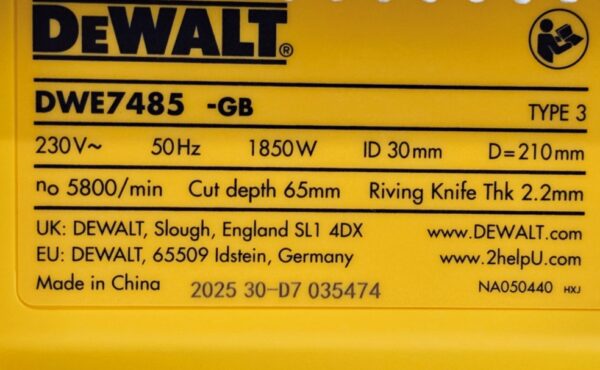 DEWALT®
DWE7485 -GB TYPE 3
230V~ 50Hz 1850W ID 30mm D=210mm
no 5800/min Cut depth 65mm Riving Knife Thk 2.2mm
UK: DEWALT, Slough, England SL1 4DX www.DEWALT.com
EU: DEWALT, 65509 Idstein, Germany www.2helpU.com
Made in China 2025 30-D7 035474 NA050440 HXJ